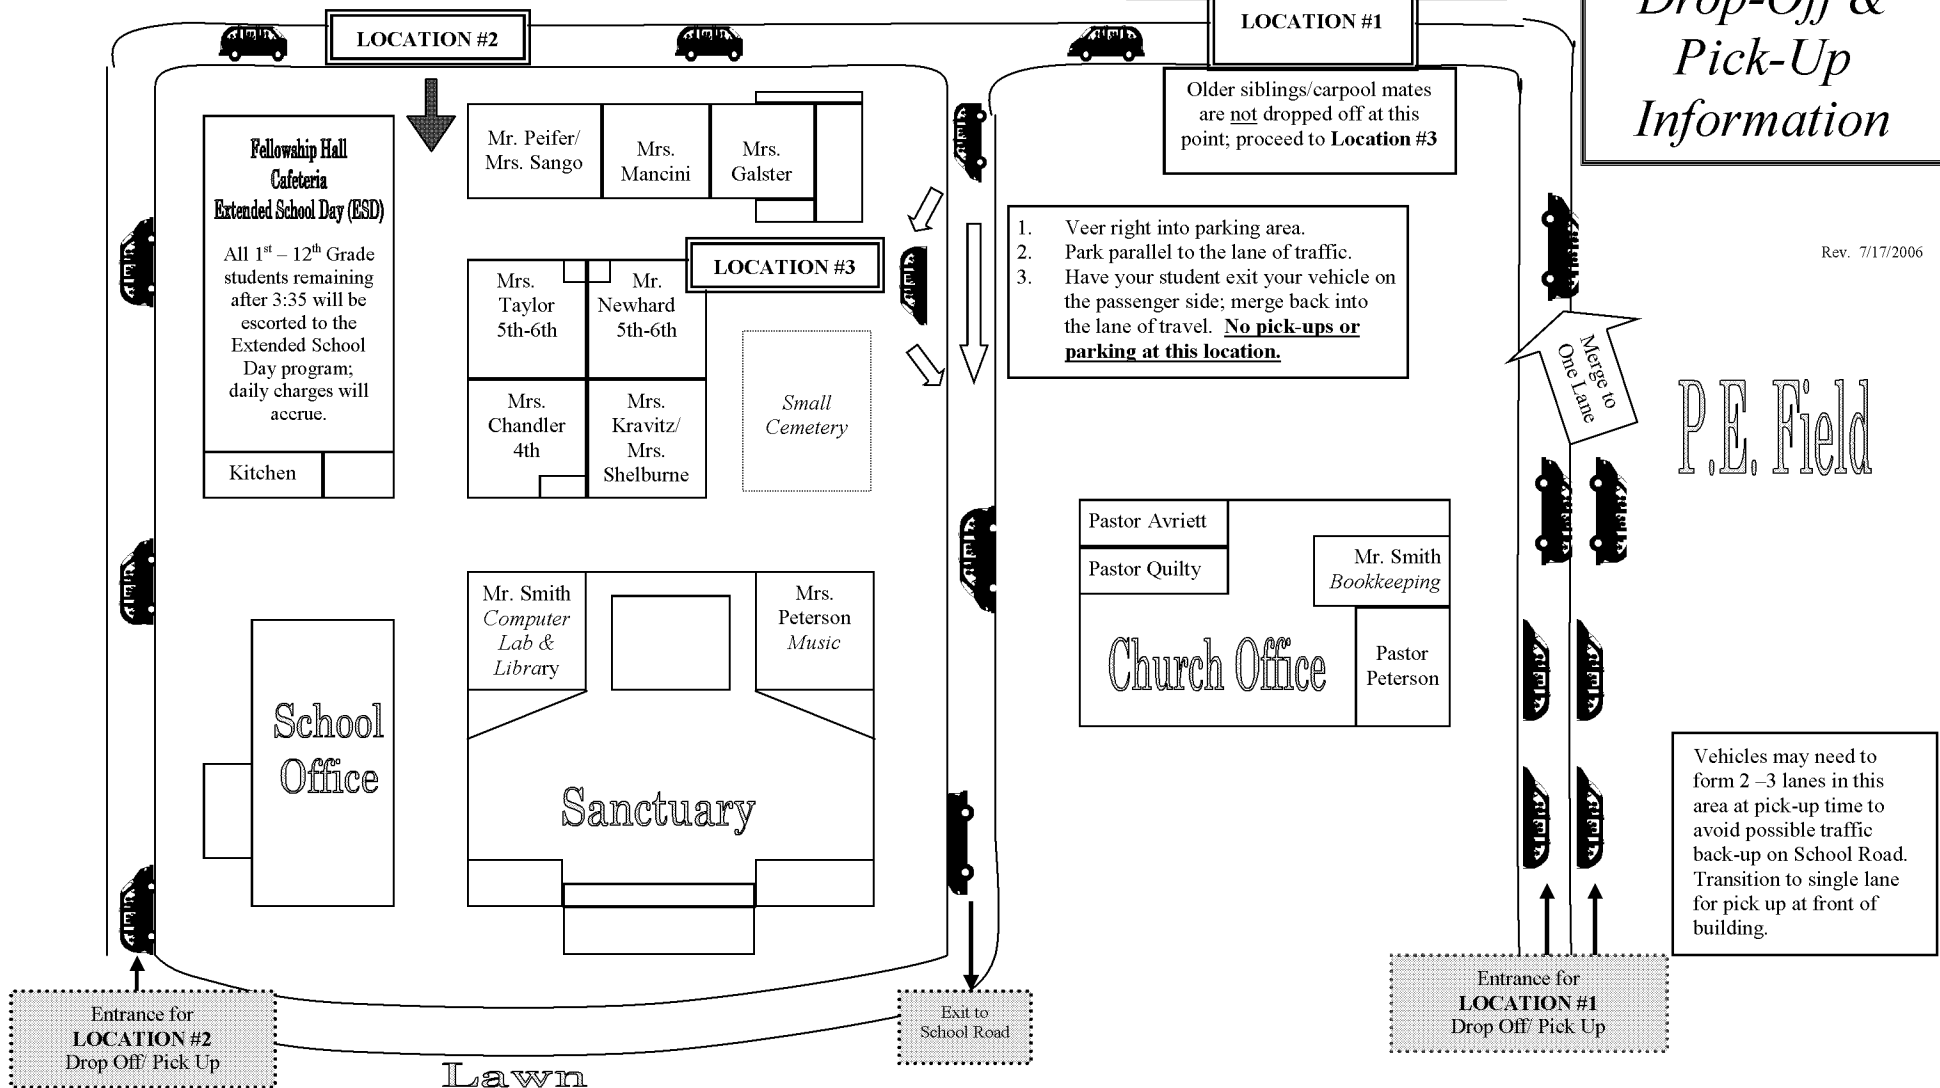 Drop-Off &
Pick-Up
Information
Rev. 7/17/2006
LOCATION #2
LOCATION #1
Older siblings/carpool mates
are not dropped off at this
point; proceed to Location #3
Fellowship Hall
Cafeteria
Extended School Day (ESD)
All 1st – 12th Grade
students remaining
after 3:35 will be
escorted to the
Extended School
Day program;
daily charges will
accrue.
Kitchen
Mr. Peifer/
Mrs. Sango
Mrs.
Mancini
Mrs.
Galster
LOCATION #3
Mrs.
Taylor
5th-6th
Mr.
Newhard
5th-6th
Mrs.
Chandler
4th
Mrs.
Kravitz/
Mrs.
Shelburne
Small
Cemetery
1. Veer right into parking area.
2. Park parallel to the lane of traffic.
3. Have your student exit your vehicle on
the passenger side; merge back into
the lane of travel. No pick-ups or
parking at this location.
Merge to
One Lane
P.E. Field
Pastor Avriett
Pastor Quilty
Mr. Smith
Bookkeeping
Church Office
Pastor
Peterson
Mr. Smith
Computer
Lab &
Library
Mrs.
Peterson
Music
School
Office
Sanctuary
Vehicles may need to
form 2 –3 lanes in this
area at pick-up time to
avoid possible traffic
back-up on School Road.
Transition to single lane
for pick up at front of
building.
Entrance for
LOCATION #2
Drop Off/ Pick Up
Exit to
School Road
Entrance for
LOCATION #1
Drop Off/ Pick Up
Lawn